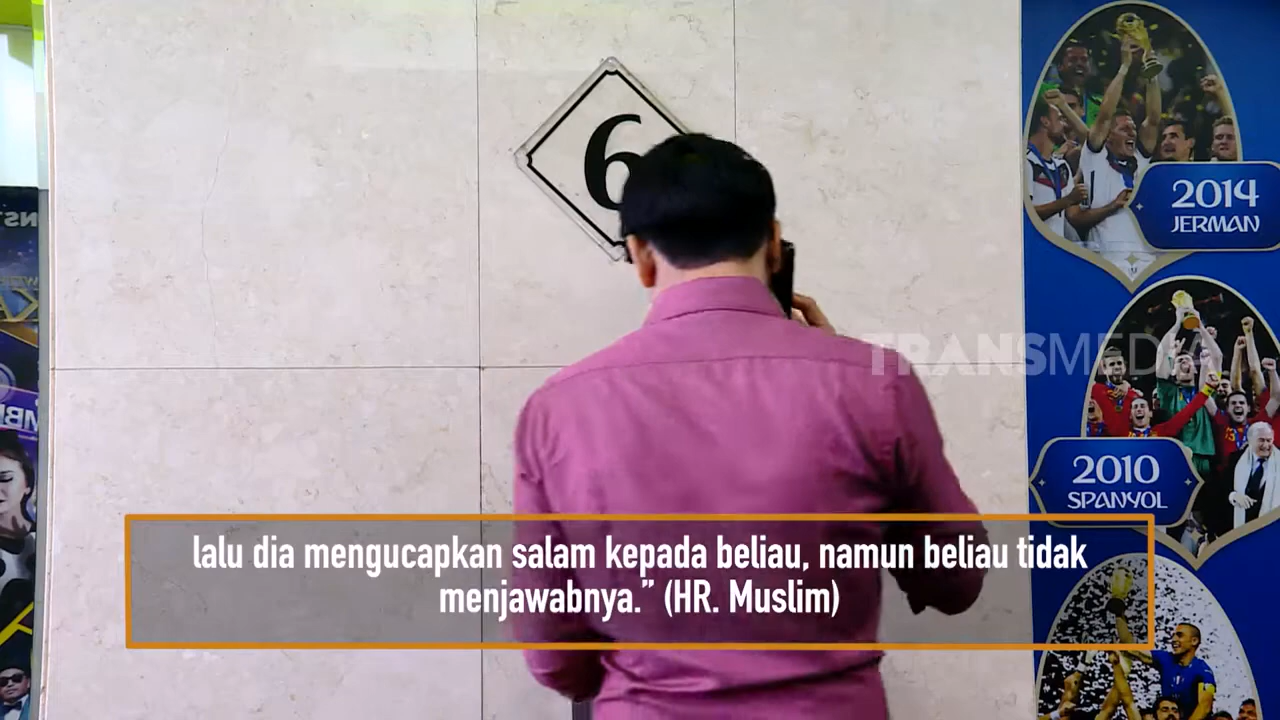 6
2014
JERMAN
TRANSMEDIA
2010
SPANYOL
lalu dia mengucapkan salam kepada beliau, namun beliau tidak
menjawabnya.” (HR. Muslim)